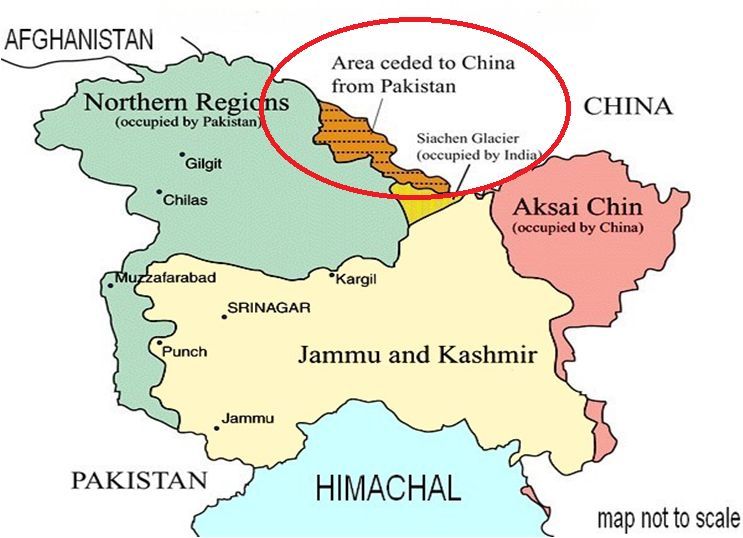 AFGHANISTAN
Area ceded to China
from Pakistan
Northern Regions
(occupied by Pakistan)
CHINA
Siachen Glacier
(occupied by India)
Gilgit
Chilas
Aksai Chin
(occupied by China)
Muzzafarabad
Kargil
SRINAGAR
Punch
Jammu and Kashmir
Jammu
PAKISTAN
HIMACHAL
map not to scale